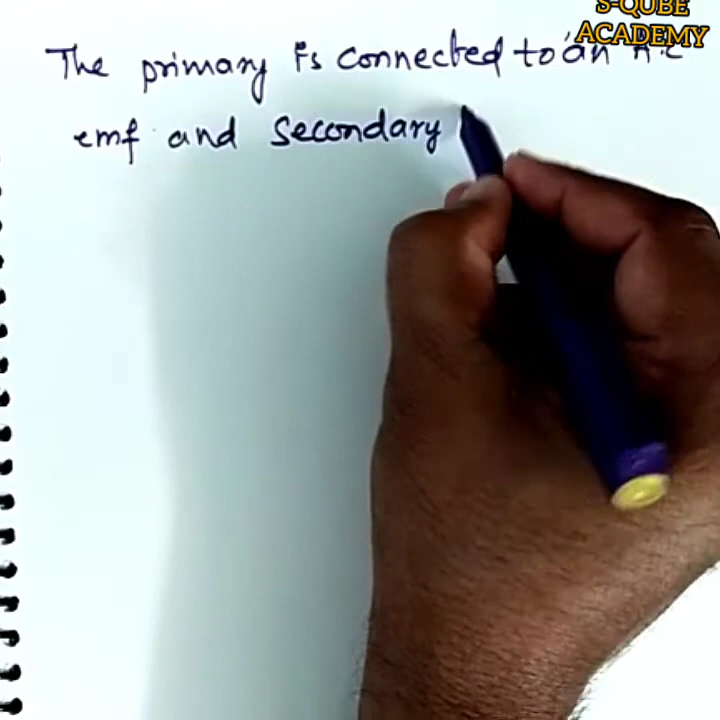 S-QUBE
ACADEMY
The primary is connected to an A.C
emf and Secondary